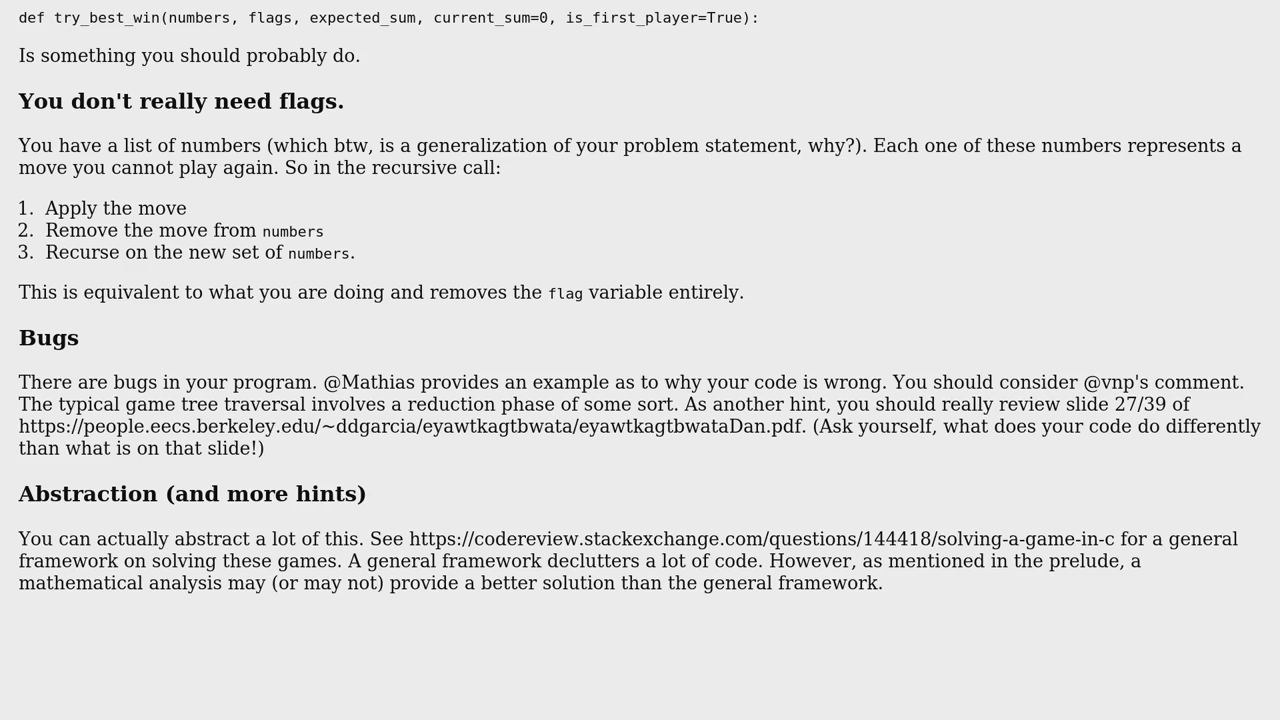 def try_best_win(numbers, flags, expected_sum, current_sum=0, is_first_player=True):
Is something you should probably do.
You don't really need flags.
You have a list of numbers (which btw, is a generalization of your problem statement, why?). Each one of these numbers represents a
move you cannot play again. So in the recursive call:
1. Apply the move
2. Remove the move from numbers
3. Recurse on the new set of numbers.
This is equivalent to what you are doing and removes the flag variable entirely.
Bugs
There are bugs in your program. @Mathias provides an example as to why your code is wrong. You should consider @vnp's comment.
The typical game tree traversal involves a reduction phase of some sort. As another hint, you should really review slide 27/39 of
https://people.eecs.berkeley.edu/~ddgarcia/eyawtkagtbwata/eyawtkagtbwataDan.pdf. (Ask yourself, what does your code do differently
than what is on that slide!)
Abstraction (and more hints)
You can actually abstract a lot of this. See https://codereview.stackexchange.com/questions/144418/solving-a-game-in-c for a general
framework on solving these games. A general framework declutters a lot of code. However, as mentioned in the prelude, a
mathematical analysis may (or may not) provide a better solution than the general framework.